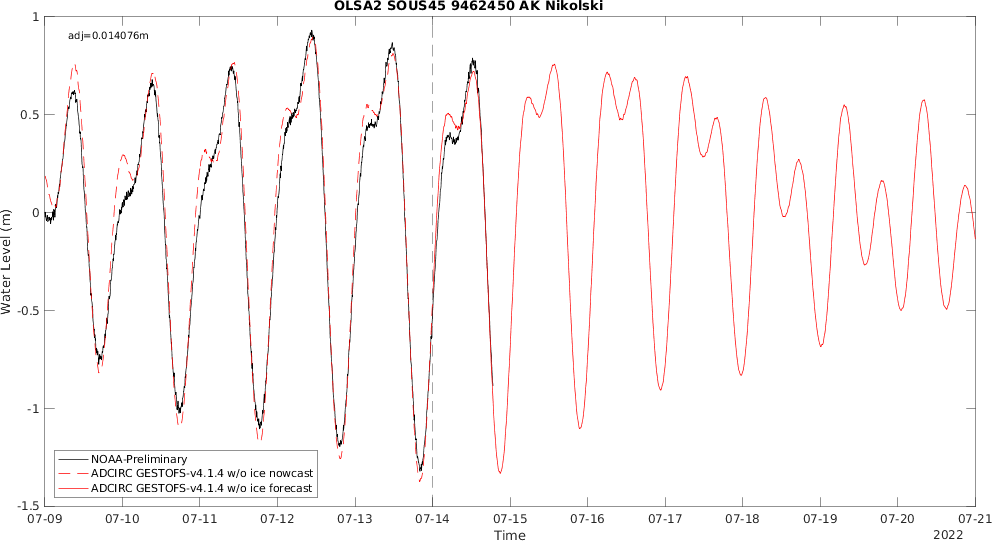 OLSA2 SOUS45 9462450 AK Nikolski
adj=0.014076m
1
0.5
0
-0.5
-1
-1.5
Water Level (m)
NOAA-Preliminary
ADCIRC GESTOFS-v4.1.4 w/o ice nowcast
ADCIRC GESTOFS-v4.1.4 w/o ice forecast
07-09 07-10 07-11 07-12 07-13 07-14 07-15 07-16 07-17 07-18 07-19 07-20 07-21
Time
2022